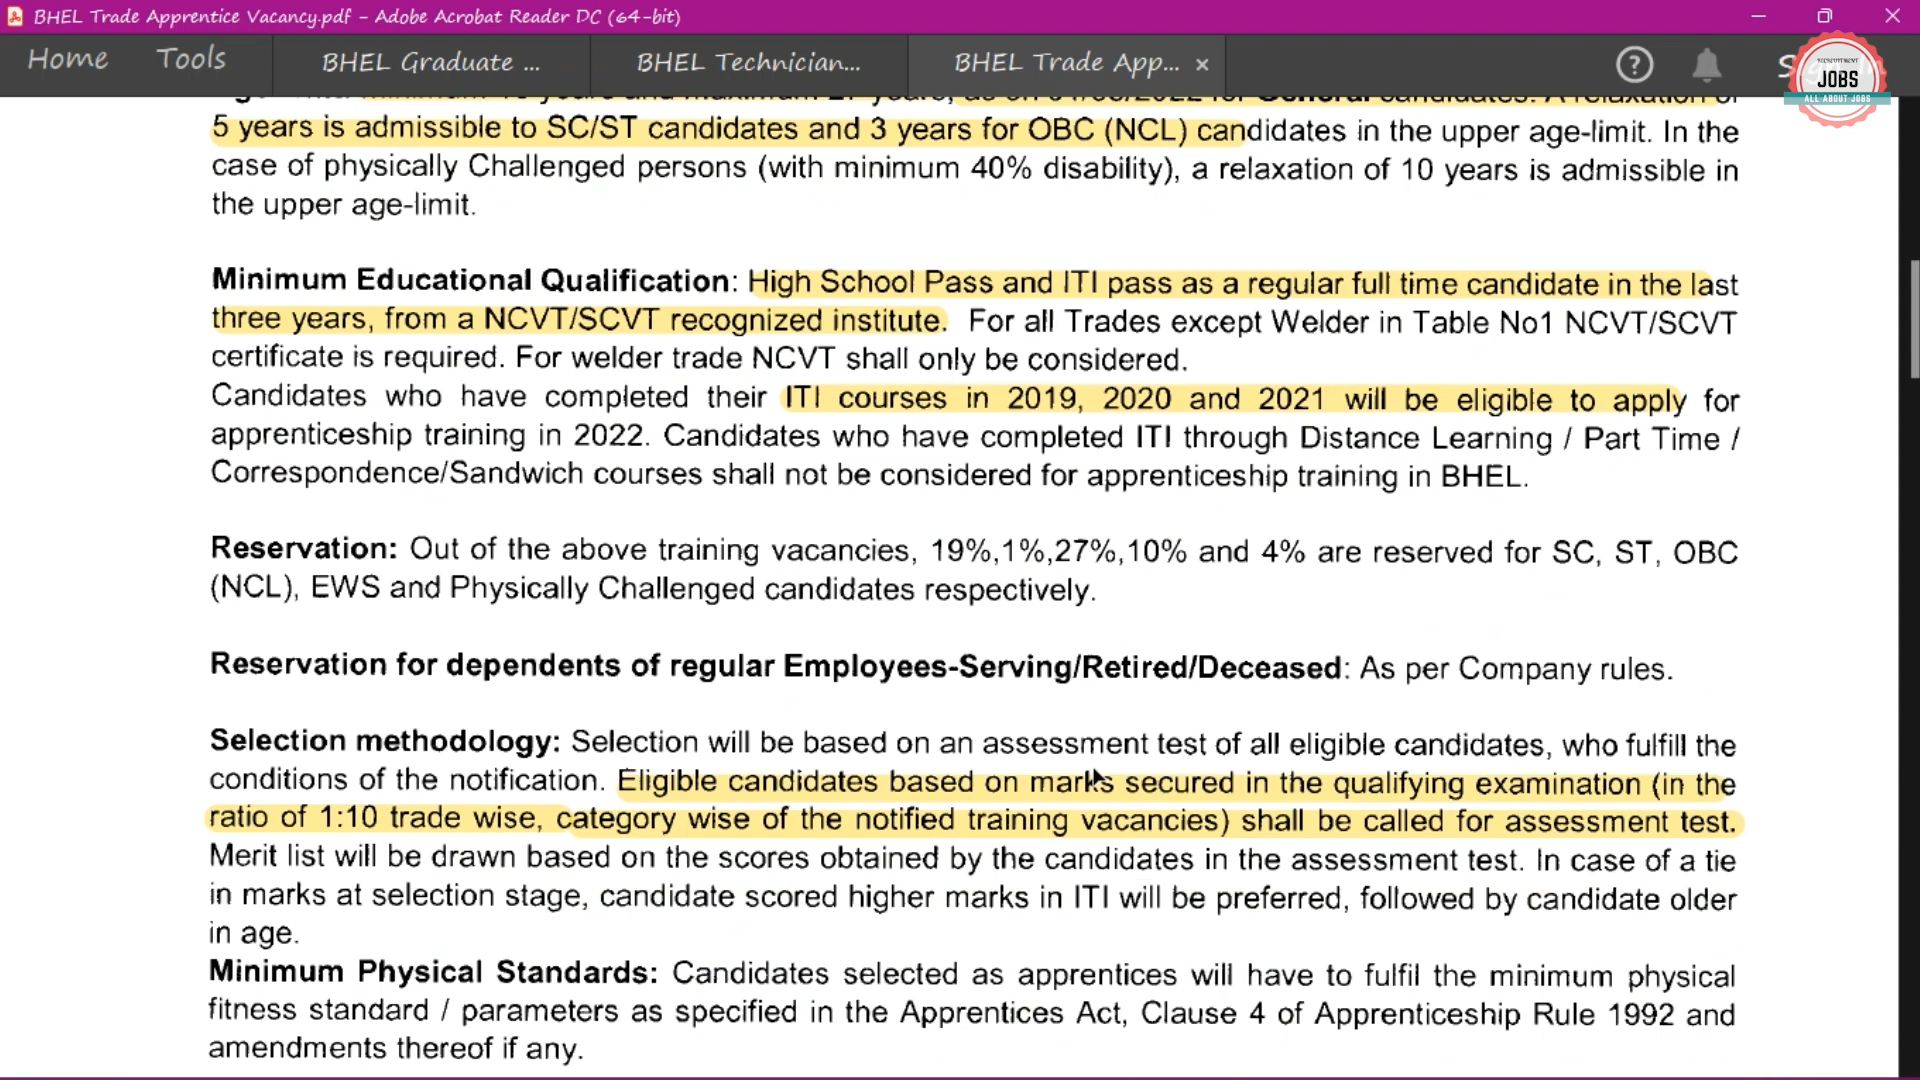 BHEL Trade Apprentice Vacancy.pdf - Adobe Acrobat Reader DC (64-bit)
Home Tools BHEL Graduate ... BHEL Technician... BHEL Trade App... ×
RECRUITMENT
JOBS
ALL ABOUT JOBS
5 years is admissible to SC/ST candidates and 3 years for OBC (NCL) candidates in the upper age-limit. In the
case of physically Challenged persons (with minimum 40% disability), a relaxation of 10 years is admissible in
the upper age-limit.
Minimum Educational Qualification: High School Pass and ITI pass as a regular full time candidate in the last
three years, from a NCVT/SCVT recognized institute. For all Trades except Welder in Table No1 NCVT/SCVT
certificate is required. For welder trade NCVT shall only be considered.
Candidates who have completed their ITI courses in 2019, 2020 and 2021 will be eligible to apply for
apprenticeship training in 2022. Candidates who have completed ITI through Distance Learning / Part Time /
Correspondence/Sandwich courses shall not be considered for apprenticeship training in BHEL.
Reservation: Out of the above training vacancies, 19%,1%,27%,10% and 4% are reserved for SC, ST, OBC
(NCL), EWS and Physically Challenged candidates respectively.
Reservation for dependents of regular Employees-Serving/Retired/Deceased: As per Company rules.
Selection methodology: Selection will be based on an assessment test of all eligible candidates, who fulfill the
conditions of the notification. Eligible candidates based on marks secured in the qualifying examination (in the
ratio of 1:10 trade wise, category wise of the notified training vacancies) shall be called for assessment test.
Merit list will be drawn based on the scores obtained by the candidates in the assessment test. In case of a tie
in marks at selection stage, candidate scored higher marks in ITI will be preferred, followed by candidate older
in age.
Minimum Physical Standards: Candidates selected as apprentices will have to fulfil the minimum physical
fitness standard / parameters as specified in the Apprentices Act, Clause 4 of Apprenticeship Rule 1992 and
amendments thereof if any.